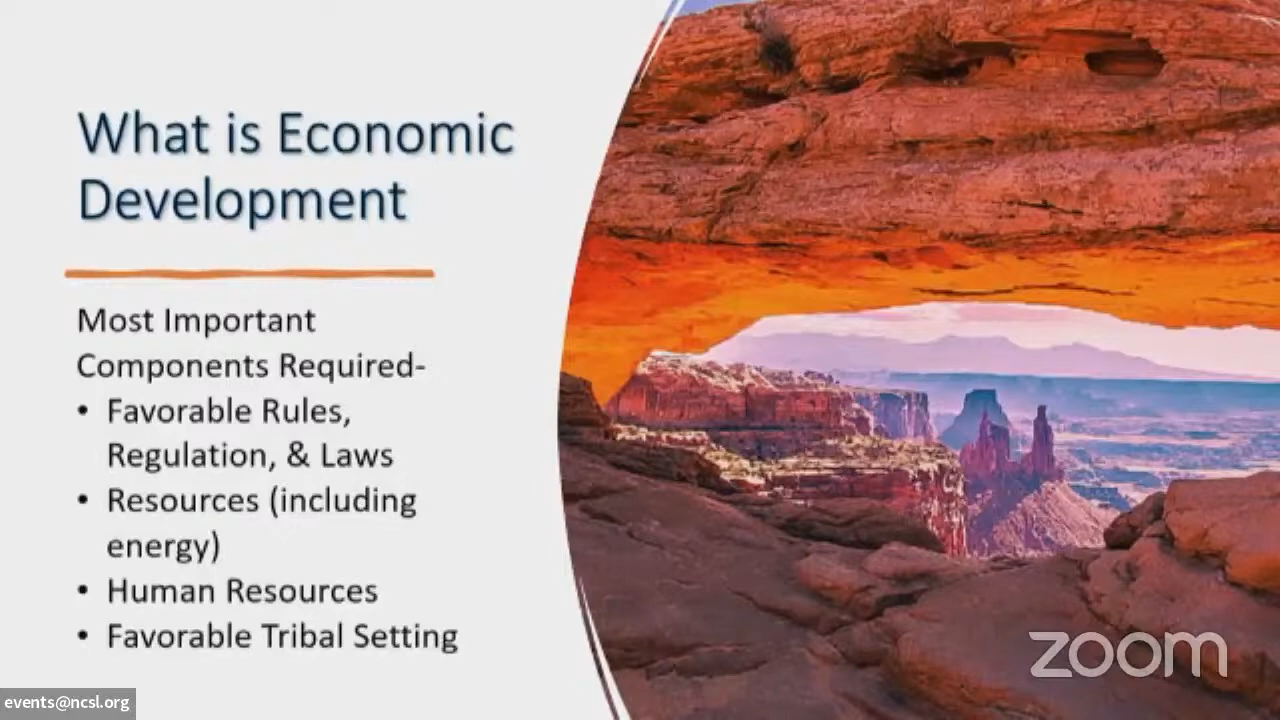 What is Economic
Development
Most Important
Components Required-
• Favorable Rules,
Regulation, & Laws
• Resources (including
energy)
• Human Resources
• Favorable Tribal Setting
zoom
events@ncsl.org